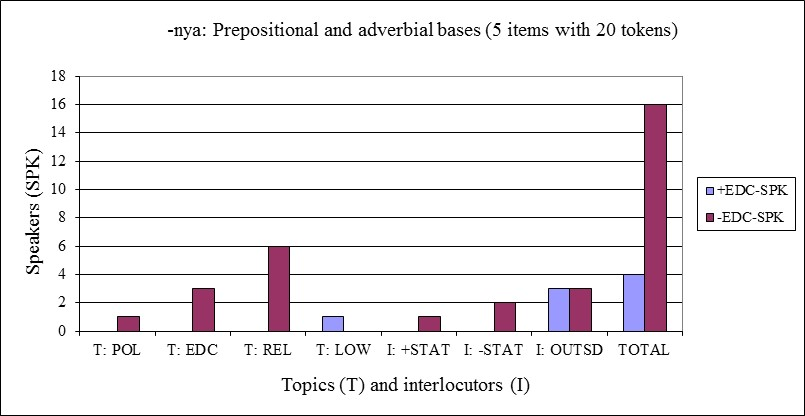 -nya: Prepositional and adverbial bases (5 items with 20 tokens)
18
16
14
12
10
8
6
4
2
0
Speakers (SPK)
T: POL T: EDC T: REL T: LOW I: +STAT I: -STAT I: OUTSD TOTAL
Topics (T) and interlocutors (I)
+EDC-SPK
-EDC-SPK